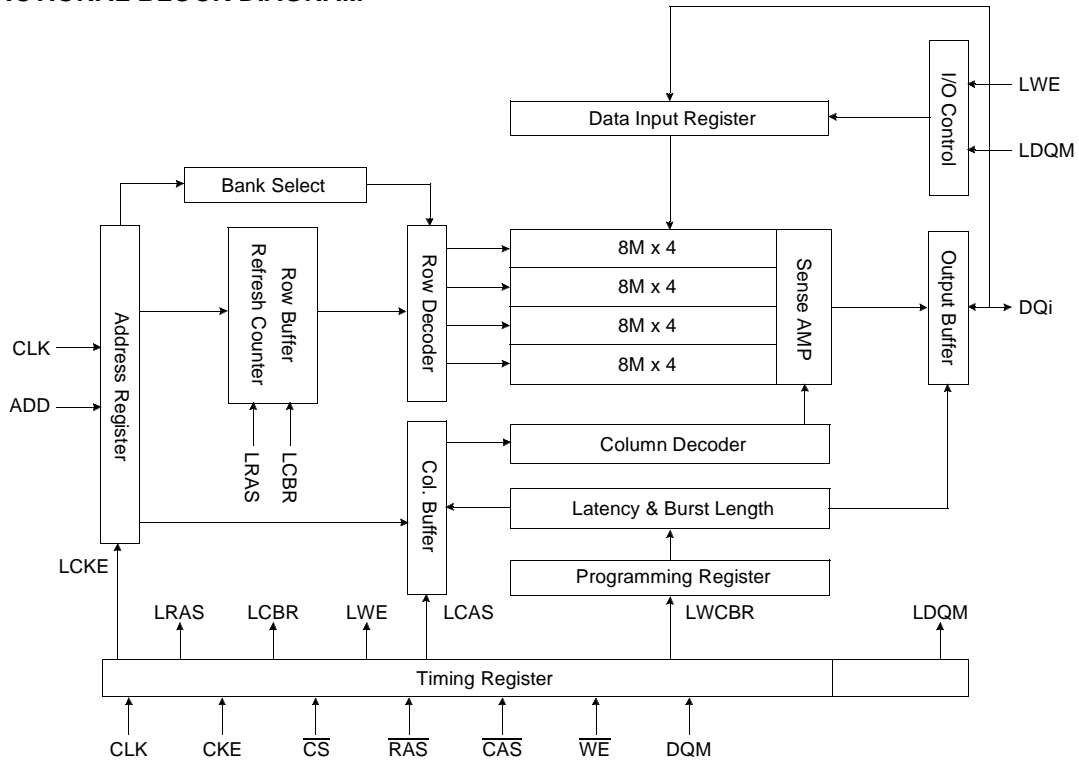 LWE
I/O Control
Data Input Register
LDQM
Bank Select
8M x 4
8M x 4
8M x 4
8M x 4
Sense AMP
Output Buffer
DQi
Row Buffer
Refresh Counter
Row Decoder
Address Register
CLK
ADD
LRAS
LCBR
Column Decoder
Col. Buffer
Latency & Burst Length
Programming Register
LCKE
LRAS
LCBR
LWE
LCAS
LWCBR
LDQM
Timing Register
CLK
CKE
CS
RAS
CAS
WE
DQM